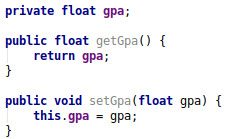 private float gpa;
public float getGpa() {
    return gpa;
}
public void setGpa(float gpa) {
    this.gpa = gpa;
}